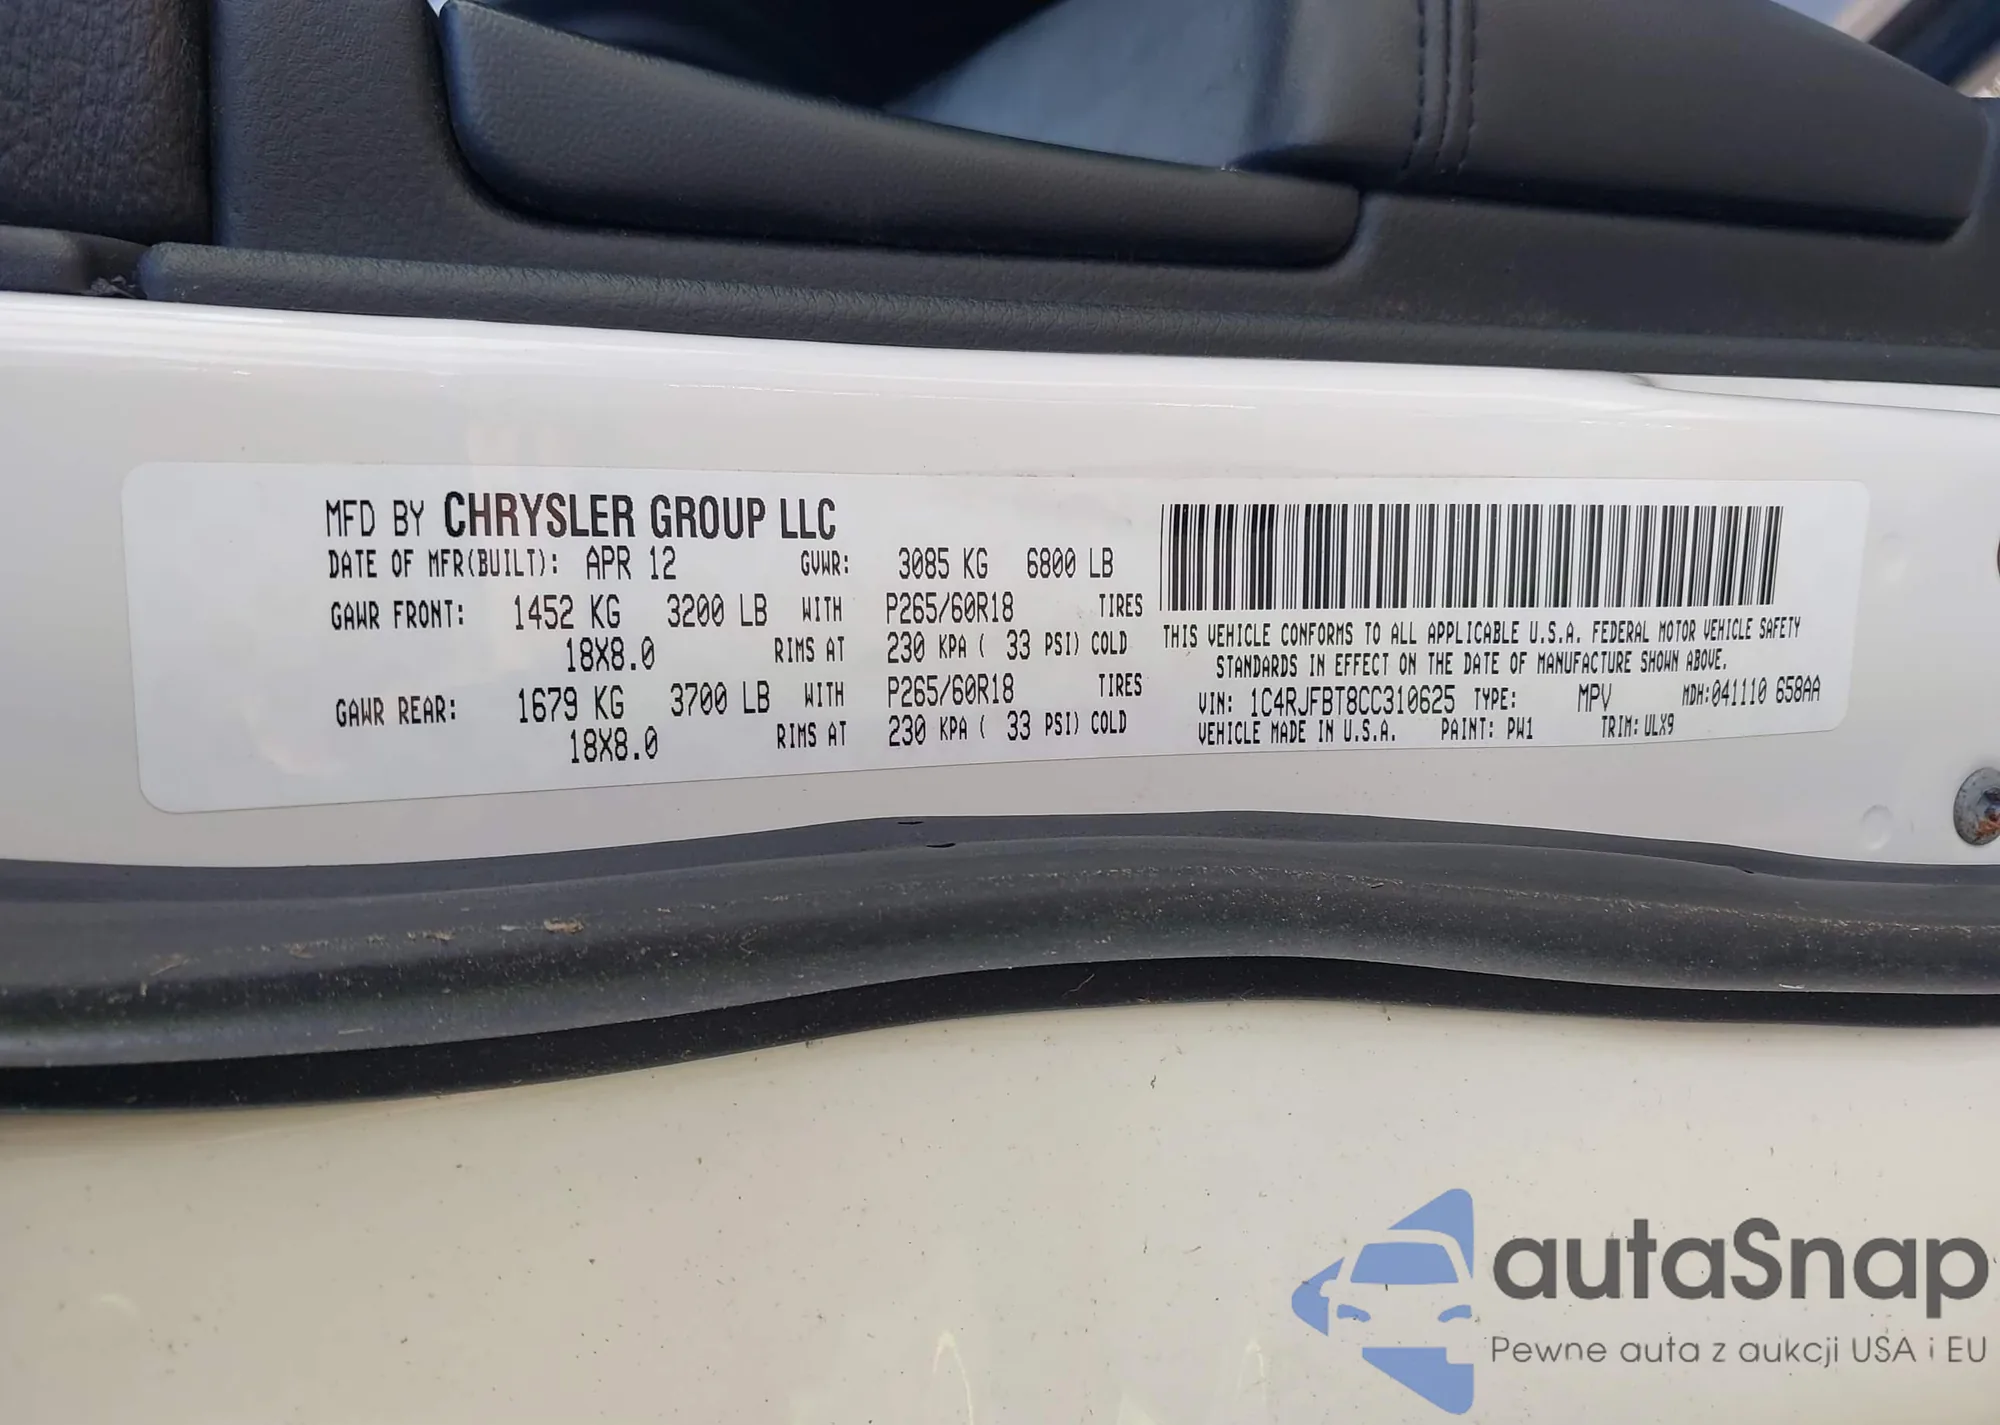 MFD BY CHRYSLER GROUP LLC
DATE OF MFR(BUILT): APR 12 GVWR: 3085 KG 6800 LB
GAWR FRONT: 1452 KG 3200 LB WITH P265/60R18 TIRES
18X8.0 RIMS AT 230 KPA ( 33 PSI) COLD
GAWR REAR: 1679 KG 3700 LB WITH P265/60R18 TIRES
18X8.0 RIMS AT 230 KPA ( 33 PSI) COLD
THIS VEHICLE CONFORMS TO ALL APPLICABLE U.S.A. FEDERAL MOTOR VEHICLE SAFETY
STANDARDS IN EFFECT ON THE DATE OF MANUFACTURE SHOWN ABOVE.
VIN: 1C4RJFBT8CC310625 TYPE: MPV MDH:041110 658AA
VEHICLE MADE IN U.S.A. PAINT: PW1 TRIM: ULX9
autaSnap
Pewne auta z aukcji USA i EU